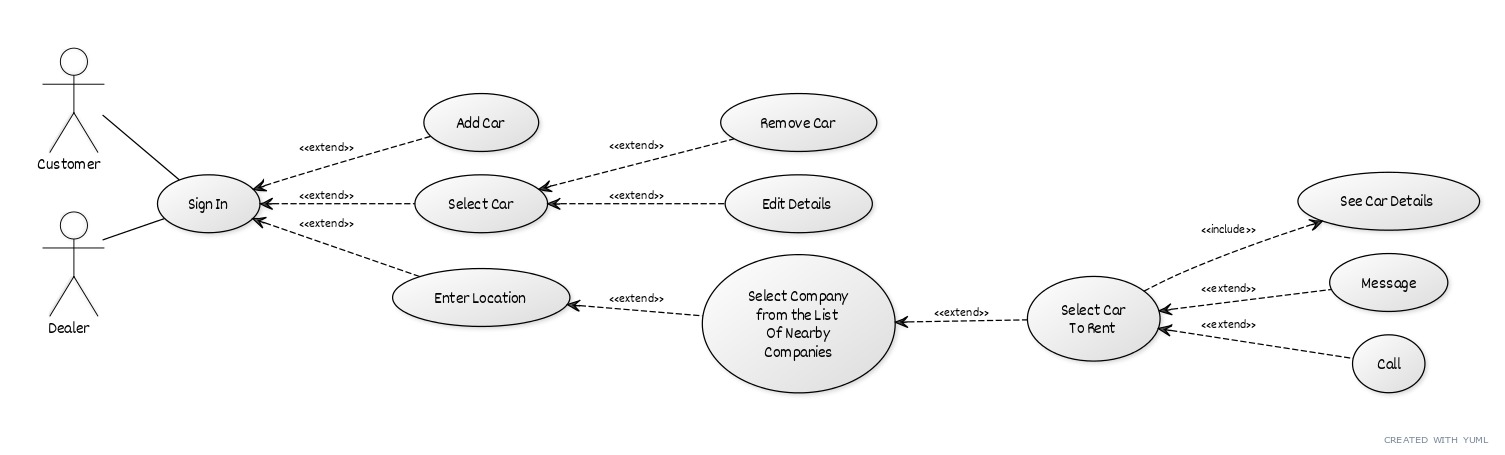 Customer
Dealer
Sign In
<<extend>>
<<extend>>
<<extend>>
Add Car
Select Car
Enter Location
<<extend>>
<<extend>>
<<extend>>
Remove Car
Edit Details
Select Company
from the List
Of Nearby
Companies
<<extend>>
Select Car
To Rent
<<include>>
<<extend>>
<<extend>>
See Car Details
Message
Call
CREATED WITH YUML